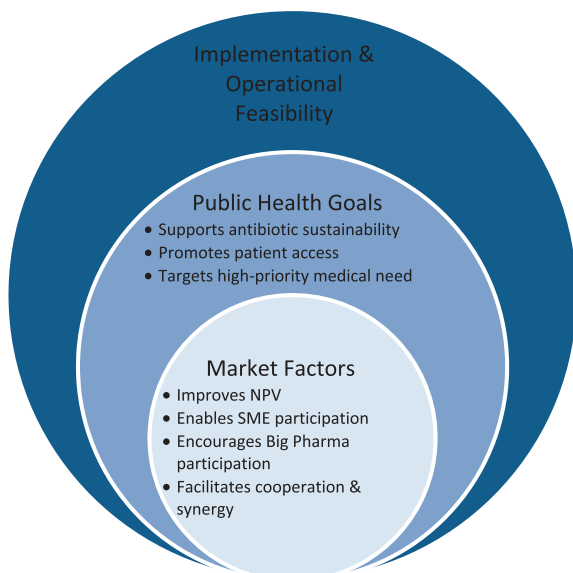 Implementation &
Operational
Feasibility
Public Health Goals
• Supports antibiotic sustainability
• Promotes patient access
• Targets high-priority medical need
Market Factors
• Improves NPV
• Enables SME participation
• Encourages Big Pharma
participation
• Facilitates cooperation &
synergy